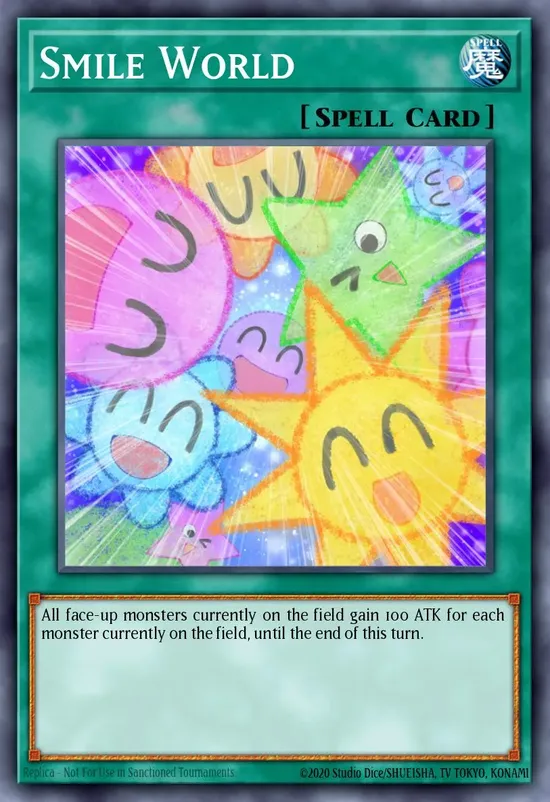 SMILE WORLD
SPELL
魔
[SPELL CARD]
All face-up monsters currently on the field gain 100 ATK for each
monster currently on the field, until the end of this turn.
Replica - Not For Use in Sanctioned Tournaments
©2020 Studio Dice/SHUEISHA, TV TOKYO, KONAMI